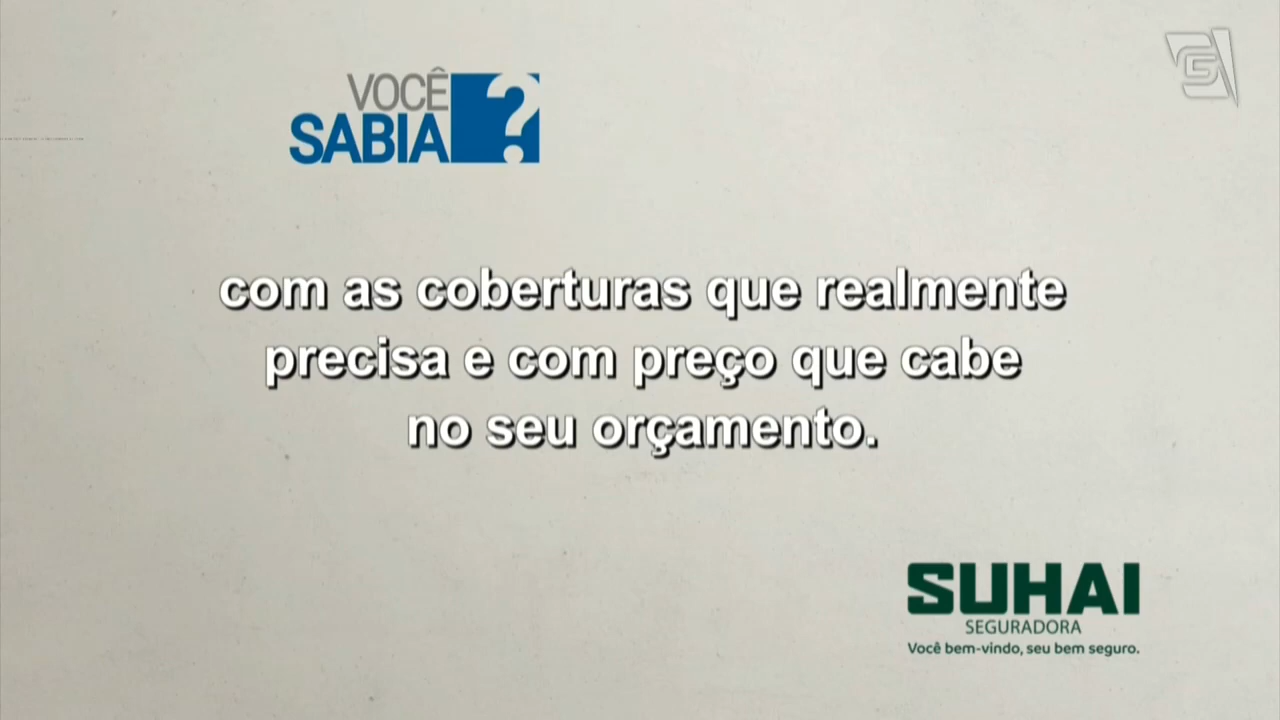 VOCÊ
SABIA?
com as coberturas que realmente
precisa e com preço que cabe
no seu orçamento.
SUHAI
SEGURADORA
Você bem-vindo, seu bem seguro.